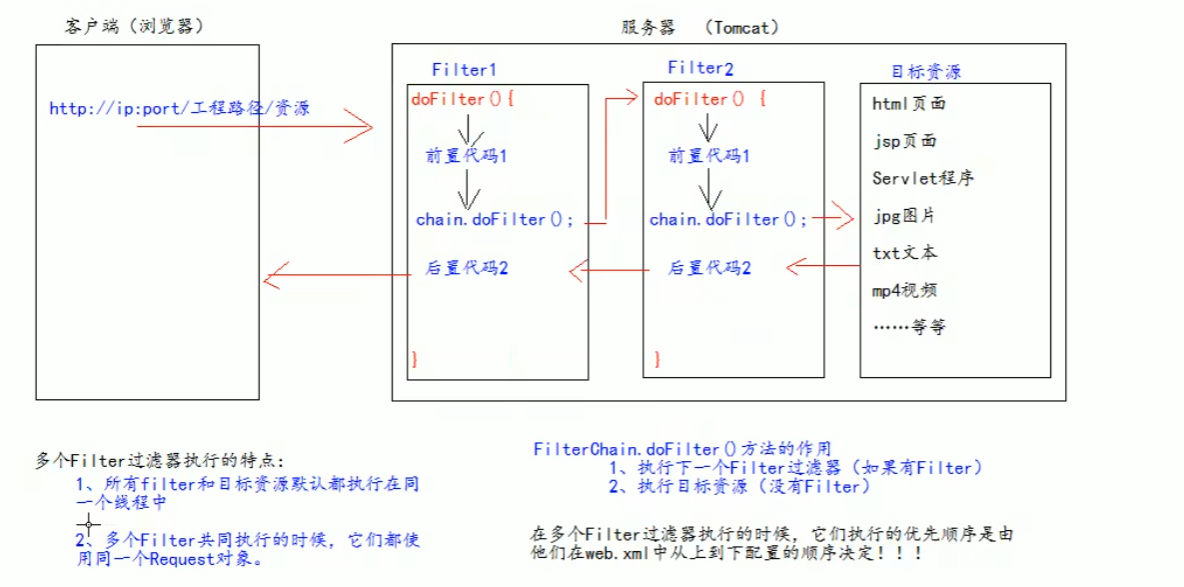 客户端（浏览器）
服务器 （Tomcat）
http://ip:port/工程路径/资源
Filter1
doFilter(){
前置代码1
chain.doFilter();
后置代码2
}
Filter2
doFilter() {
前置代码1
chain.doFilter();
后置代码2
}
目标资源
html页面
jsp页面
Servlet程序
jpg图片
txt文本
mp4视频
……等等
多个Filter过滤器执行的特点：
1、所有filter和目标资源默认都执行在同
一个线程中
2、多个Filter共同执行的时候，它们都使
用同一个Request对象。
FilterChain.doFilter()方法的作用
1、执行下一个Filter过滤器（如果有Filter）
2、执行目标资源（没有Filter）
在多个Filter过滤器执行的时候，它们执行的优先顺序是由
他们在web.xml中从上到下配置的顺序决定！！！